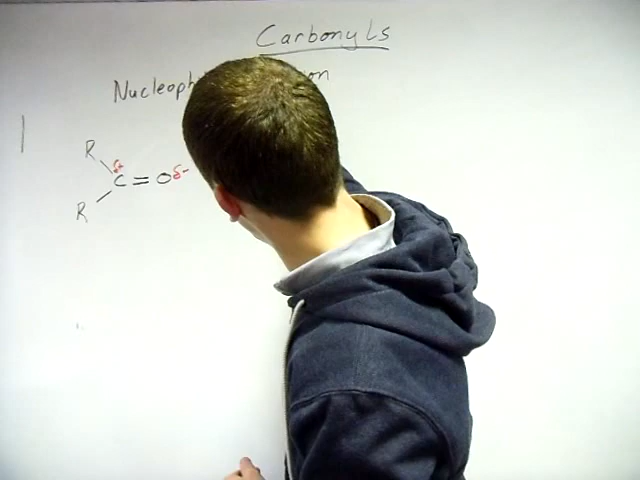 Carbonyls
Nucleoph on
R
δ+
C = O δ-
R